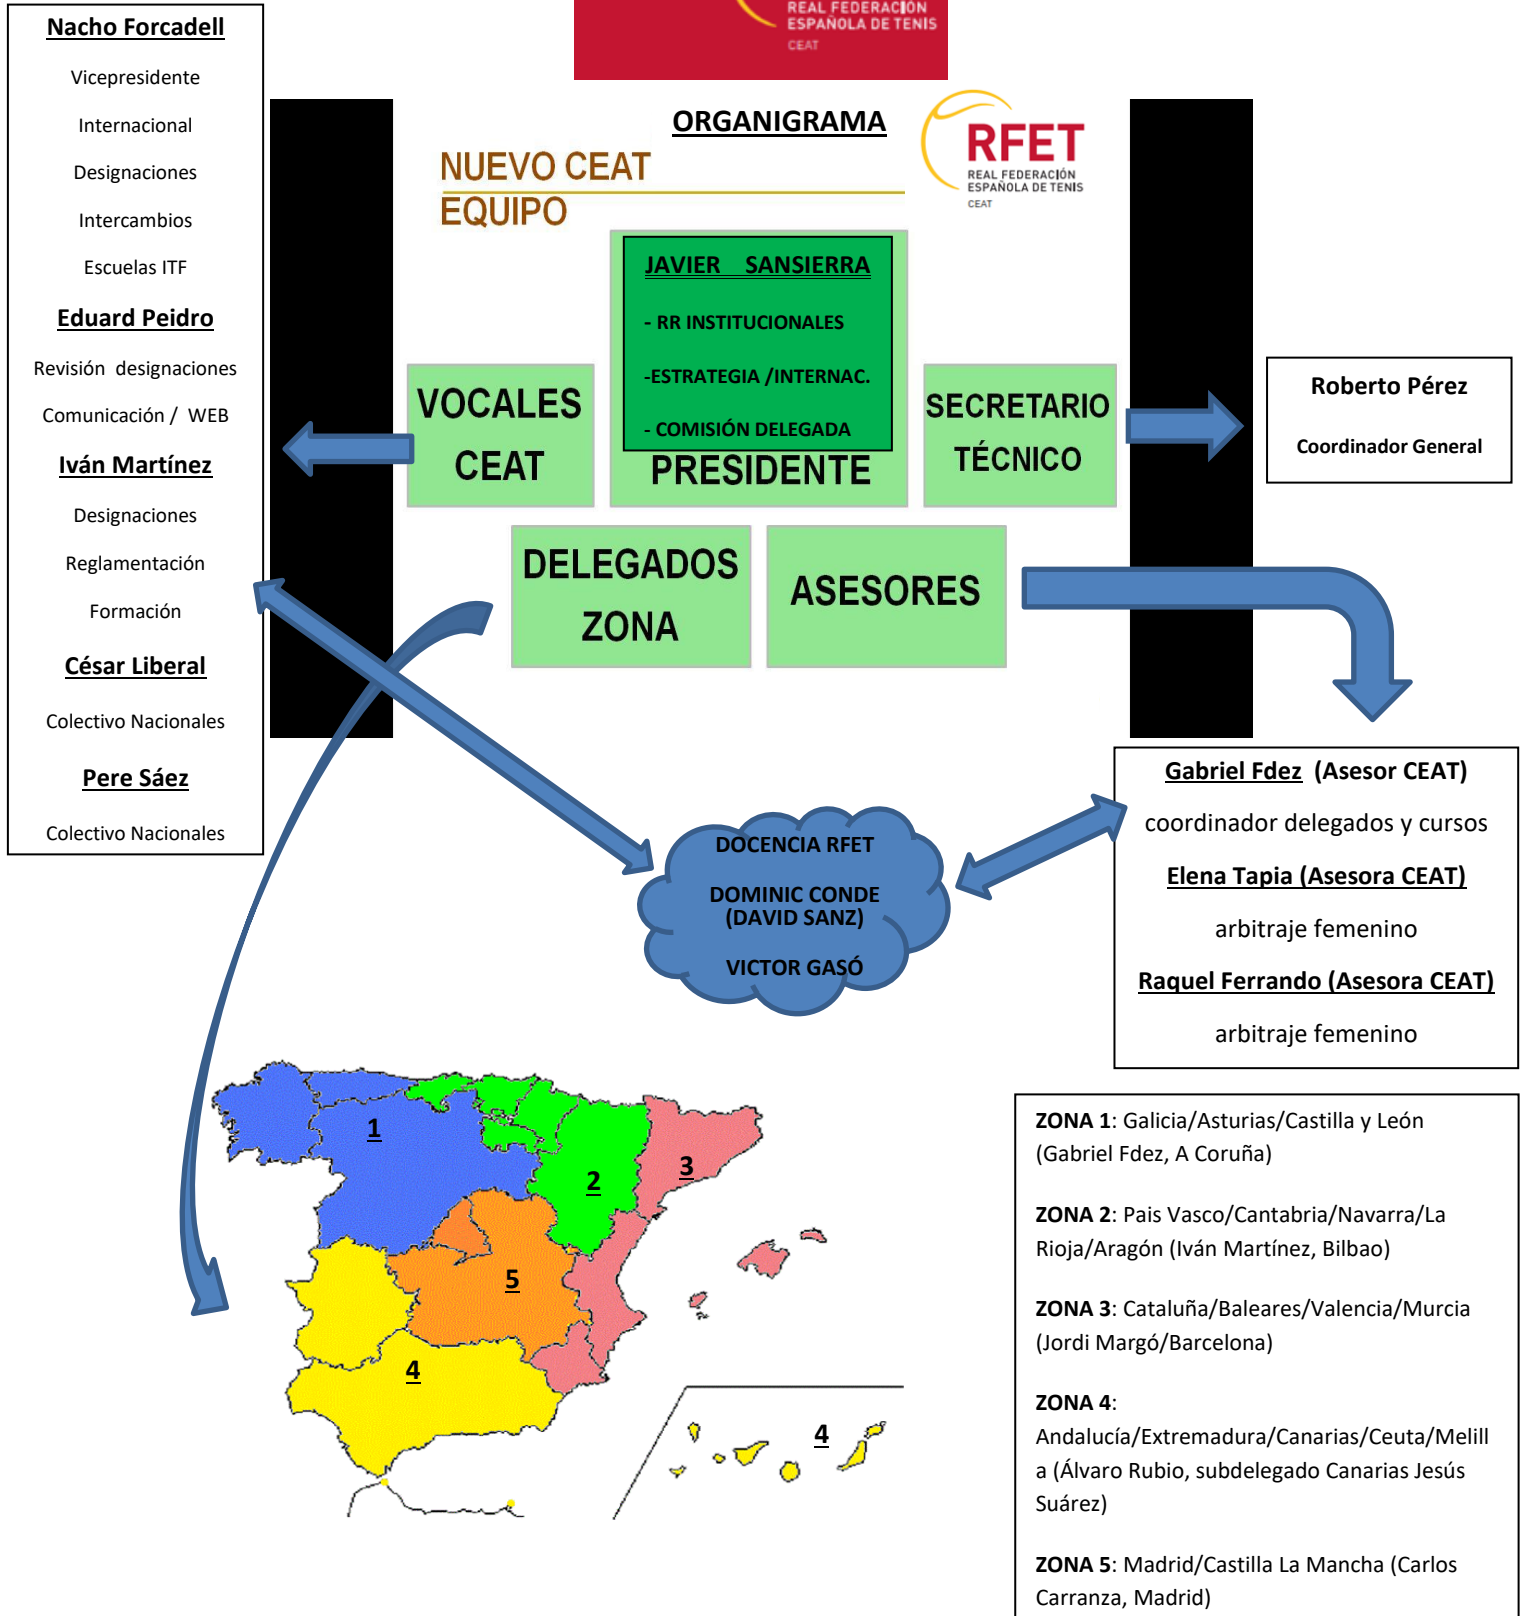 REAL FEDERACIÓN
ESPAÑOLA DE TENIS
CEAT
ORGANIGRAMA
NUEVO CEAT
EQUIPO
RFET
REAL FEDERACIÓN
ESPAÑOLA DE TENIS
CEAT
Nacho Forcadell
Vicepresidente
Internacional
Designaciones
Intercambios
Escuelas ITF
Eduard Peidro
Revisión designaciones
Comunicación / WEB
Iván Martínez
Designaciones
Reglamentación
Formación
César Liberal
Colectivo Nacionales
Pere Sáez
Colectivo Nacionales
VOCALES
CEAT
JAVIER SANSIERRA
- RR INSTITUCIONALES
-ESTRATEGIA /INTERNAC.
- COMISIÓN DELEGADA
PRESIDENTE
SECRETARIO
TÉCNICO
Roberto Pérez
Coordinador General
DELEGADOS
ZONA
ASESORES
DOCENCIA RFET
DOMINIC CONDE
(DAVID SANZ)
VICTOR GASÓ
Gabriel Fdez (Asesor CEAT)
coordinador delegados y cursos
Elena Tapia (Asesora CEAT)
arbitraje femenino
Raquel Ferrando (Asesora CEAT)
arbitraje femenino
1
2
3
5
4
4
ZONA 1: Galicia/Asturias/Castilla y León
(Gabriel Fdez, A Coruña)
ZONA 2: Pais Vasco/Cantabria/Navarra/La
Rioja/Aragón (Iván Martínez, Bilbao)
ZONA 3: Cataluña/Baleares/Valencia/Murcia
(Jordi Margó/Barcelona)
ZONA 4:
Andalucía/Extremadura/Canarias/Ceuta/Melill
a (Álvaro Rubio, subdelegado Canarias Jesús
Suárez)
ZONA 5: Madrid/Castilla La Mancha (Carlos
Carranza, Madrid)